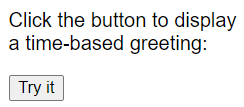 Click the button to display
a time-based greeting:
Try it